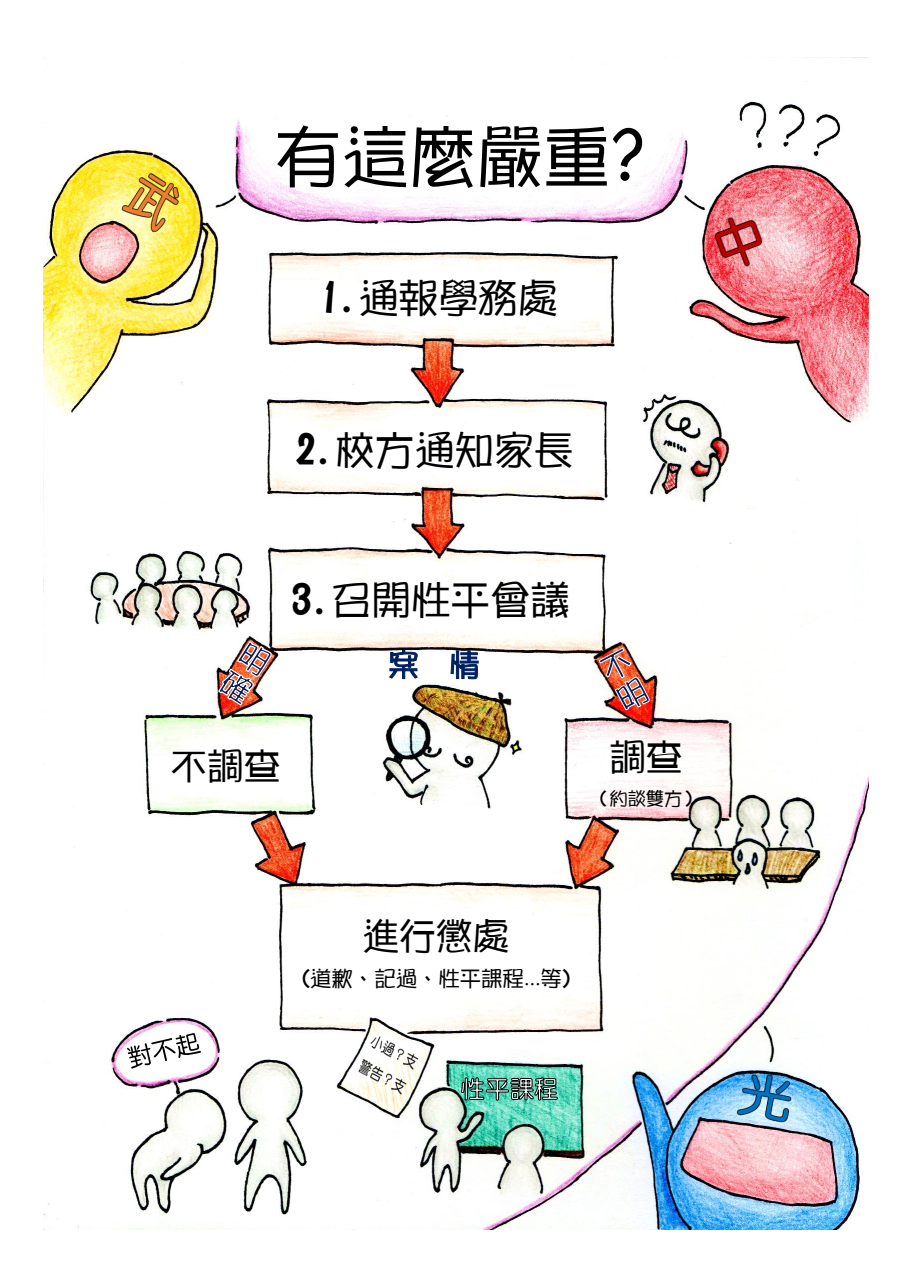 有這麼嚴重?
???
武
中
1.通報學務處
2.校方通知家長
3.召開性平會議
案 情
明確
不明
不調查
調查
(約談雙方)
進行懲處
(道歉、記過、性平課程...等)
對不起
小過?支
警告?支
性平課程
光